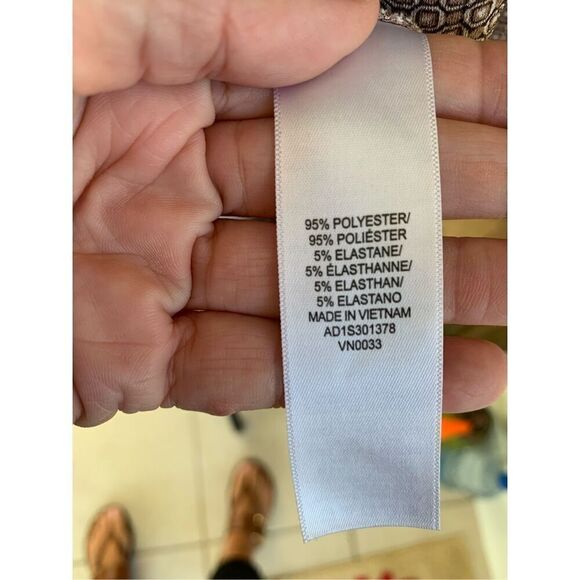 95% POLYESTER/
95% POLIÉSTER
5% ELASTANE/
5% ÉLASTHANNE/
5% ELASTHAN/
5% ELASTANO
MADE IN VIETNAM
AD1S301378
VN0033